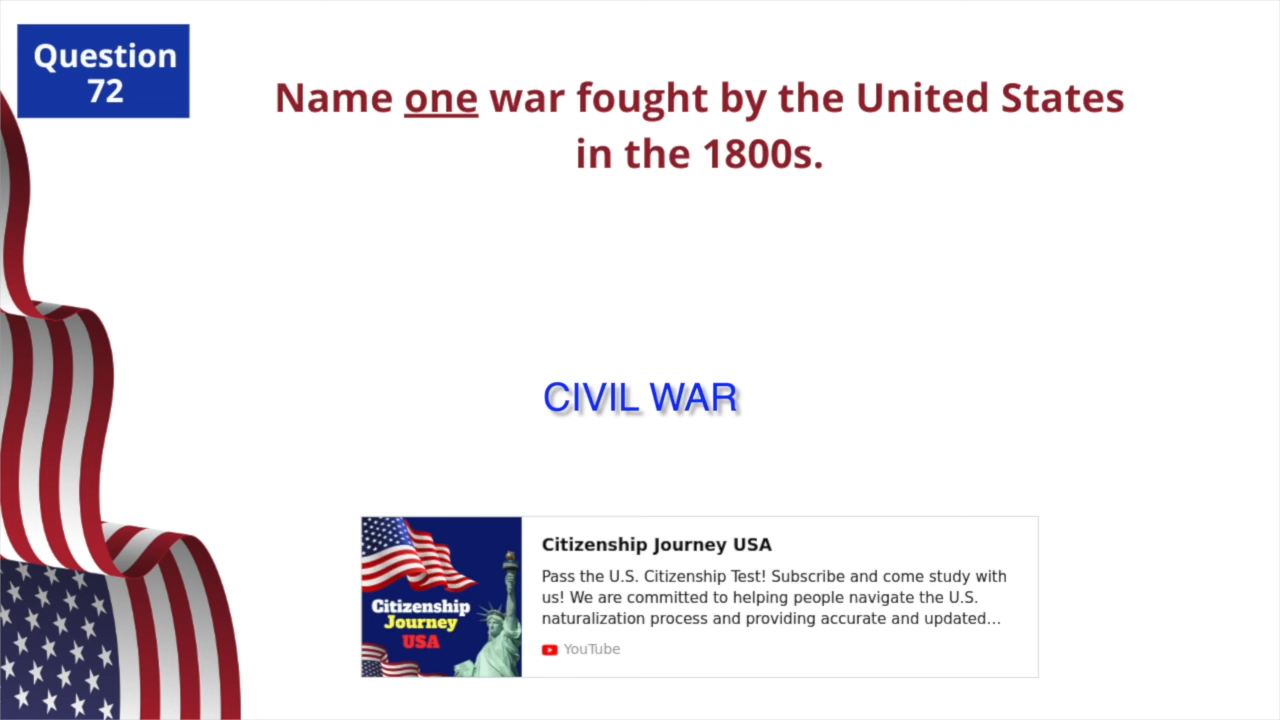 Question
72
Name one war fought by the United States
in the 1800s.
CIVIL WAR
Citizenship
Journey
USA
Citizenship Journey USA
Pass the U.S. Citizenship Test! Subscribe and come study with
us! We are committed to helping people navigate the U.S.
naturalization process and providing accurate and updated...
YouTube